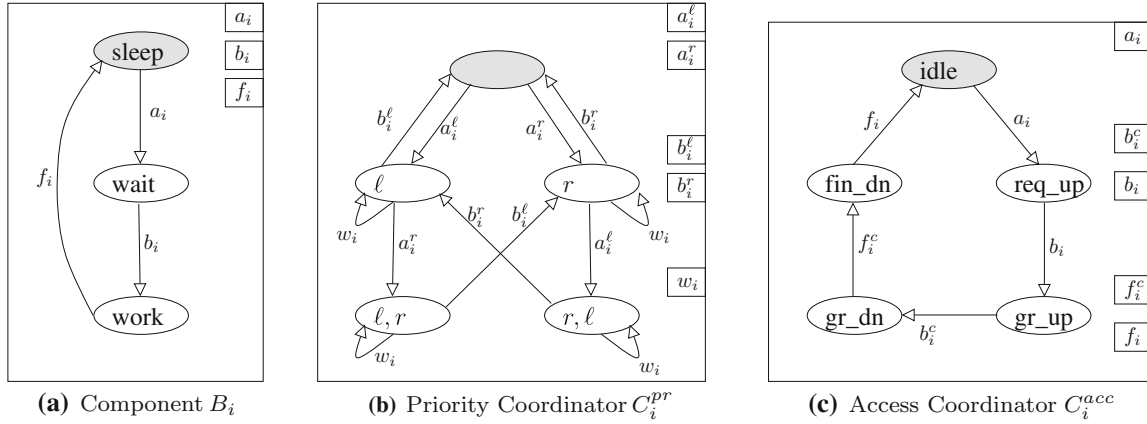 sleep
a_i
wait
b_i
work
f_i
a_i
b_i
f_i
(a) Component B_i
b_i^ℓ
a_i^ℓ
a_i^r
b_i^r
ℓ
r
w_i
a_i^r
b_i^r
b_i^ℓ
a_i^ℓ
w_i
ℓ, r
r, ℓ
w_i
w_i
a_i^ℓ
a_i^r
b_i^ℓ
b_i^r
w_i
(b) Priority Coordinator C_i^{pr}
idle
f_i
a_i
fin_dn
req_up
f_i^c
b_i
gr_dn
gr_up
b_i^c
a_i
b_i^c
b_i
f_i^c
f_i
(c) Access Coordinator C_i^{acc}